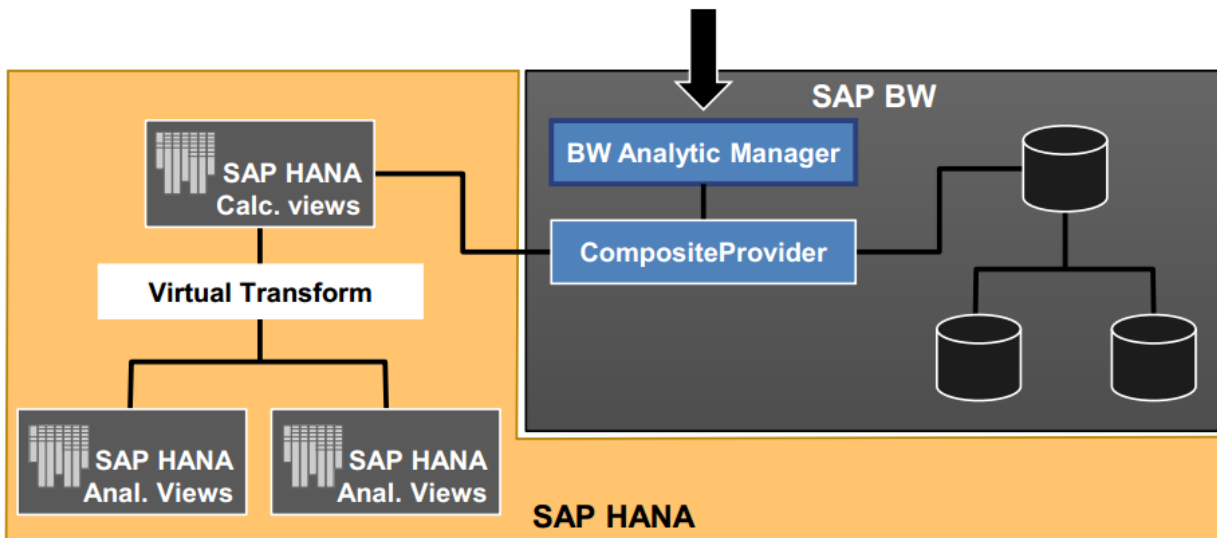 SAP BW
BW Analytic Manager
SAP HANA
Calc. views
CompositeProvider
Virtual Transform
SAP HANA
Anal. Views
SAP HANA
Anal. Views
SAP HANA